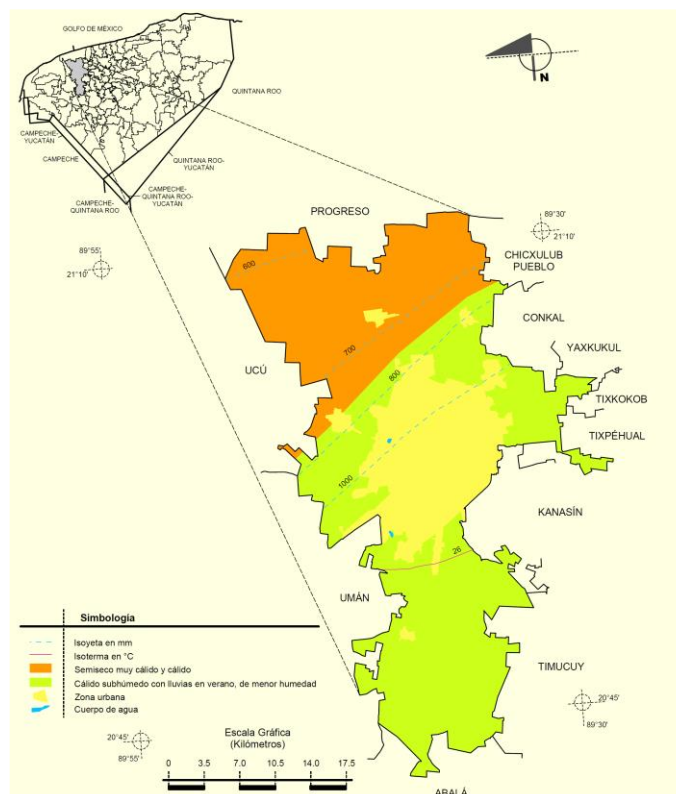 GOLFO DE MÉXICO
QUINTANA ROO
CAMPECHE-
YUCATÁN
CAMPECHE
QUINTANA ROO-
YUCATÁN
CAMPECHE-
QUINTANA ROO-
YUCATÁN
CAMPECHE-
QUINTANA ROO
N
PROGRESO
89°30'
21°10'
89°55'
21°10'
CHICXULUB
PUEBLO
600
CONKAL
700
YAXKUKUL
UCÚ
800
TIXKOKOB
TIXPÉHUAL
1000
KANASÍN
26
UMÁN
Simbología
Isoyeta en mm
Isoterma en °C
Semiseco muy cálido y cálido
Cálido subhúmedo con lluvias en verano, de menor humedad
Zona urbana
Cuerpo de agua
TIMUCUY
20°45'
89°30'
20°45'
89°55'
Escala Gráfica
(Kilómetros)
0 3.5 7.0 10.5 14.0 17.5
ABALÁ